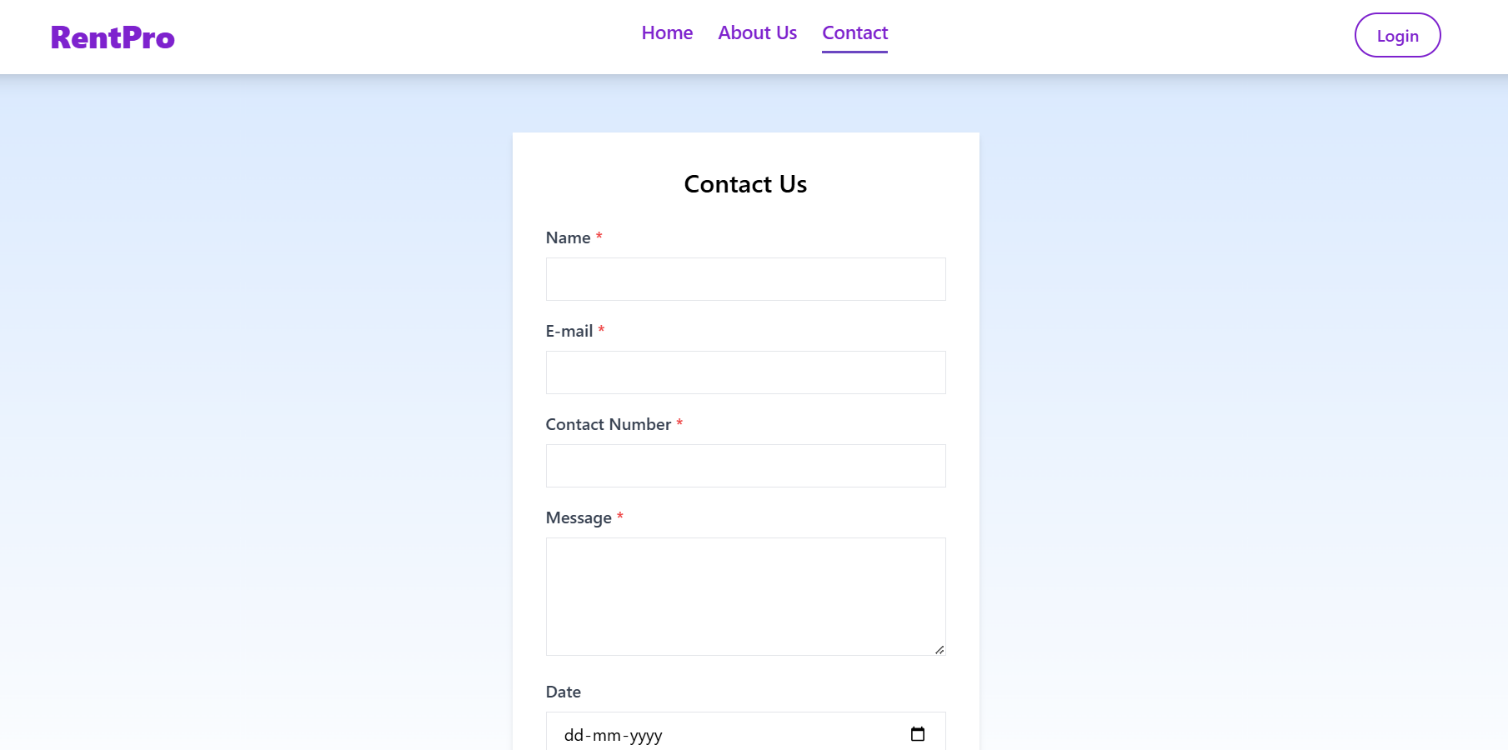 RentPro
Home About Us Contact
Login
Contact Us
Name *
E-mail *
Contact Number *
Message *
Date
dd-mm-yyyy